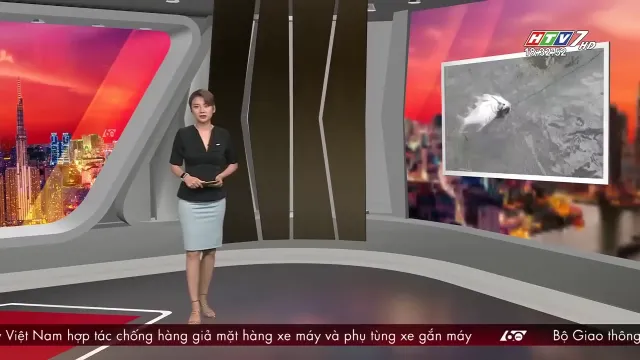 HTV7 HD
Việt Nam hợp tác chống hàng giả mặt hàng xe máy và phụ tùng xe gắn máy 60 Bộ Giao thông